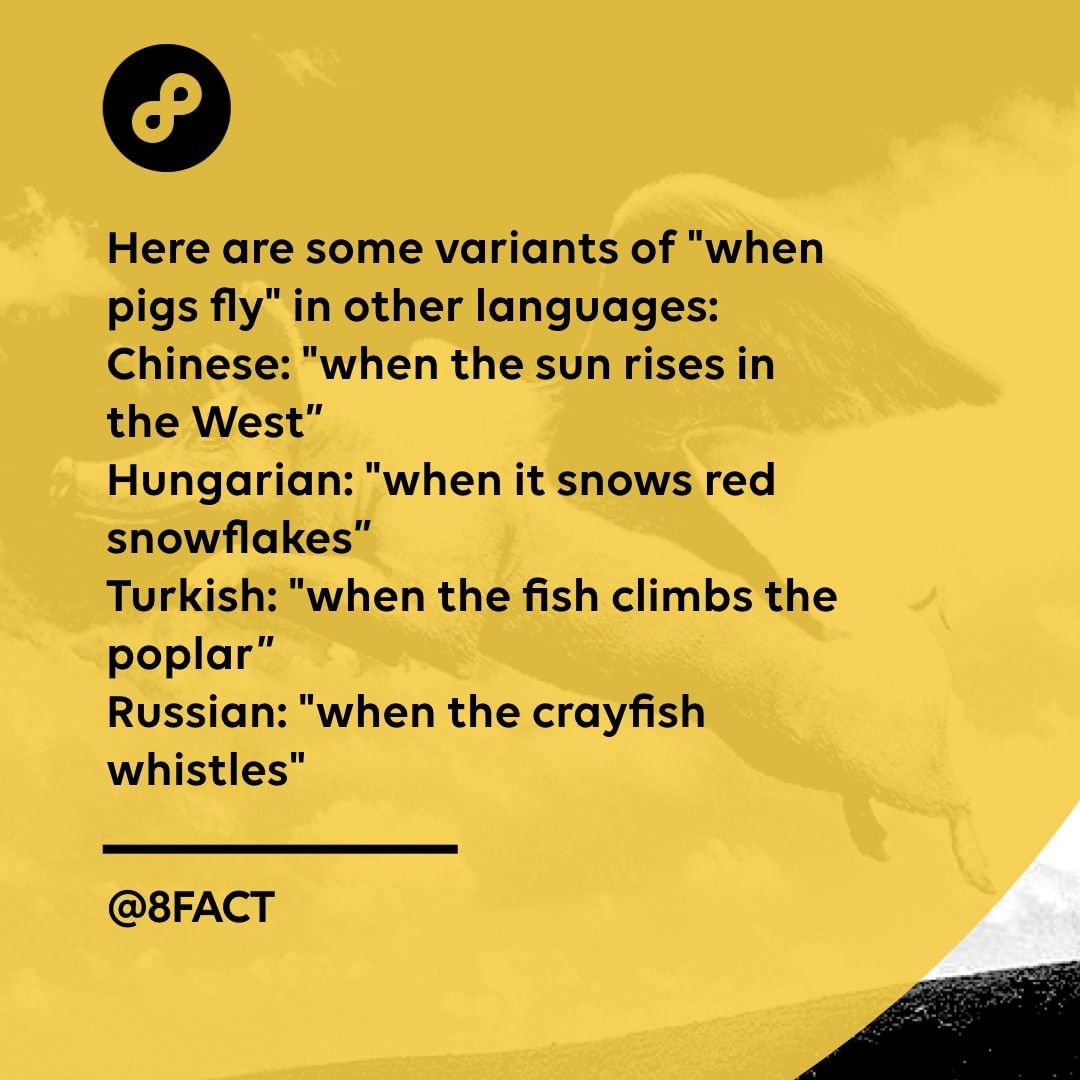 Here are some variants of "when
pigs fly" in other languages:
Chinese: "when the sun rises in
the West”
Hungarian: "when it snows red
snowflakes”
Turkish: "when the fish climbs the
poplar”
Russian: "when the crayfish
whistles"
@8FACT